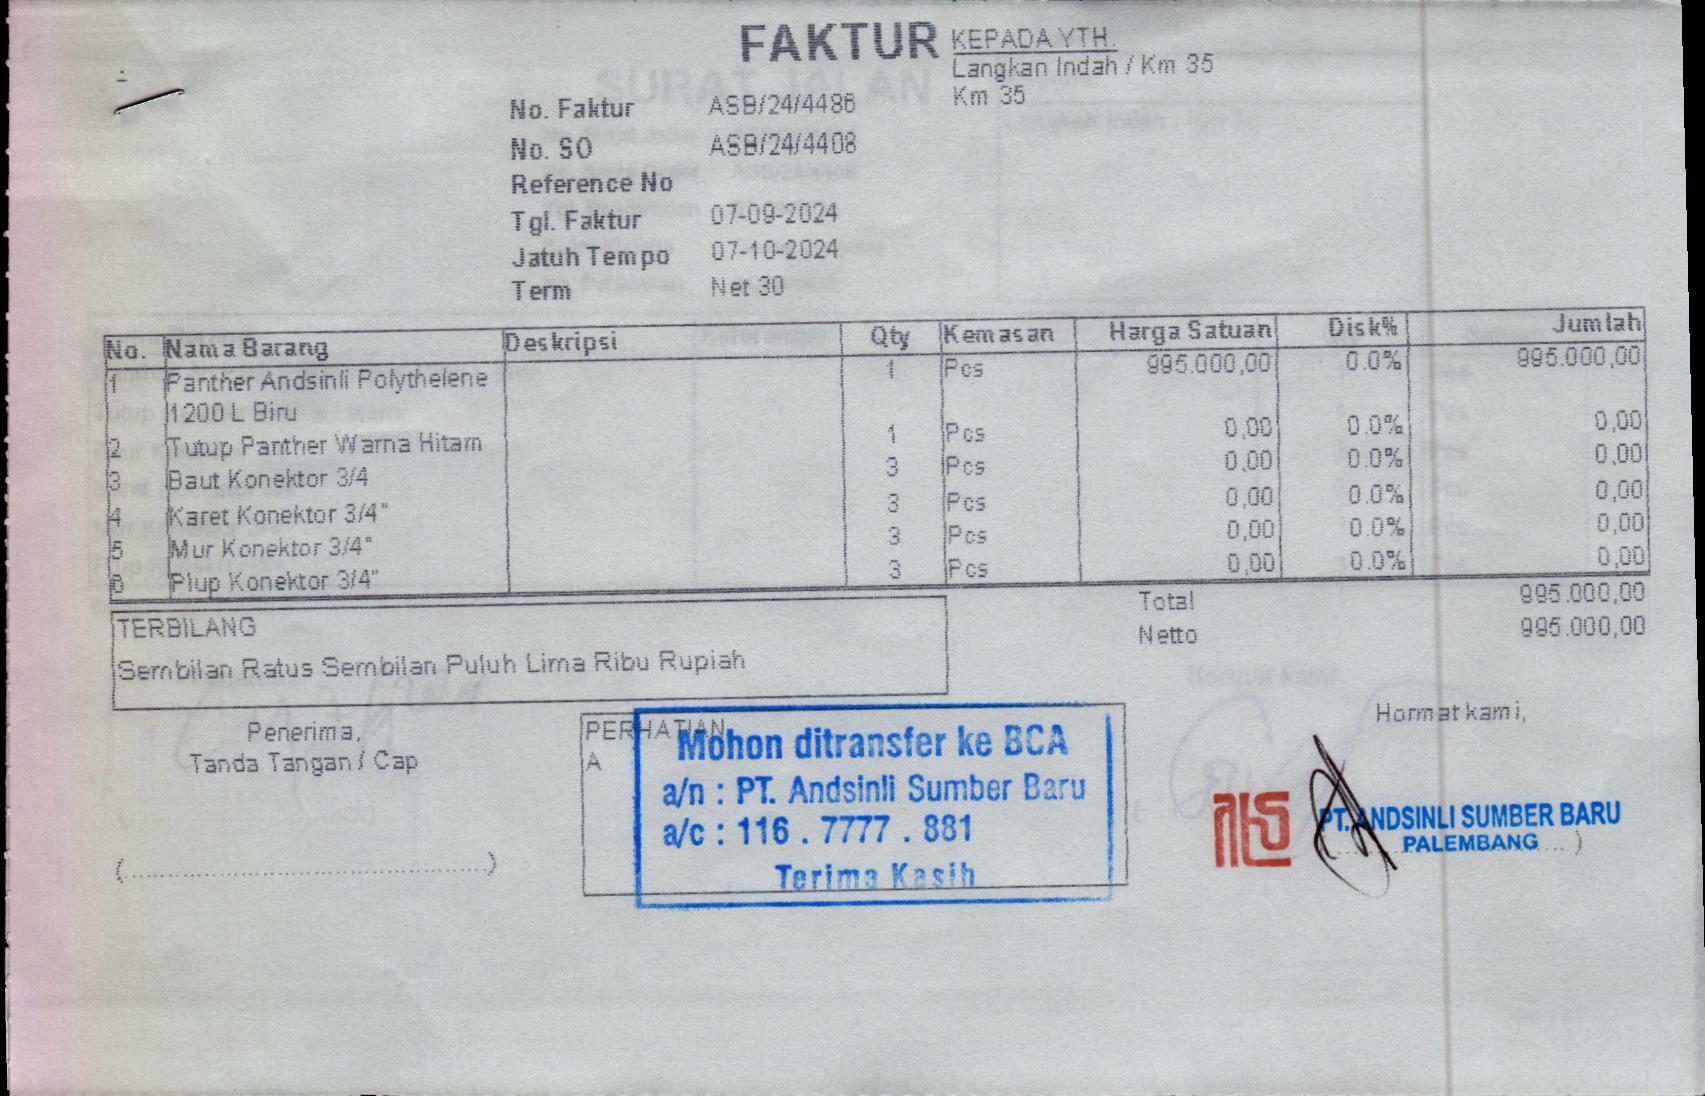 FAKTUR
KEPADA YTH.
Langkan Indah / Km 35
Km 35
No. Faktur ASB/24/4486
No. SO ASB/24/4408
Reference No
Tgl. Faktur 07-09-2024
Jatuh Tempo 07-10-2024
Term Net 30
No. Nama Barang Deskripsi Qty Kemasan Harga Satuan Disk% Jumlah
1 Panther Andsinli Polythelene 1 Pcs 995.000,00 0.0% 995.000,00
1200 L Biru
2 Tutup Panther Warna Hitam 1 Pcs 0,00 0.0% 0,00
3 Baut Konektor 3/4 3 Pcs 0,00 0.0% 0,00
4 Karet Konektor 3/4" 3 Pcs 0,00 0.0% 0,00
5 Mur Konektor 3/4" 3 Pcs 0,00 0.0% 0,00
6 Plup Konektor 3/4" 3 Pcs 0,00 0.0% 0,00
Total 995.000,00
Netto 995.000,00
TERBILANG
Sembilan Ratus Sembilan Puluh Lima Ribu Rupiah
Penerima,
Tanda Tangan / Cap
(..........)
PERHATIAN
A
Mohon ditransfer ke BCA
a/n : PT. Andsinli Sumber Baru
a/c : 116 . 7777 . 881
Terima Kasih
Hormat kami,
PT. ANDSINLI SUMBER BARU
PALEMBANG